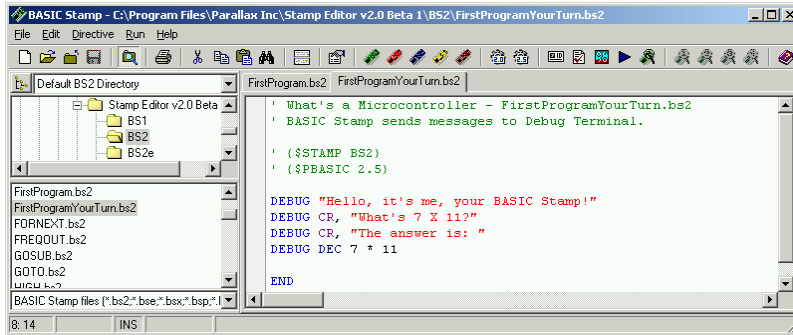 BASIC Stamp - C:\Program Files\Parallax Inc\Stamp Editor v2.0 Beta 1\BS2\FirstProgramYourTurn.bs2
File Edit Directive Run Help
Default BS2 Directory
Stamp Editor v2.0 Beta
BS1
BS2
BS2e
FirstProgram.bs2
FirstProgramYourTurn.bs2
FORNEXT.bs2
FREQOUT.bs2
GOSUB.bs2
GOTO.bs2
HIGH.bs2
BASIC Stamp files (*.bs2;*.bse;*.bsx;*.bsp;*.
FirstProgram.bs2 FirstProgramYourTurn.bs2
' What's a Microcontroller - FirstProgramYourTurn.bs2
' BASIC Stamp sends messages to Debug Terminal.
' {$STAMP BS2}
' {$PBASIC 2.5}
DEBUG "Hello, it's me, your BASIC Stamp!"
DEBUG CR, "What's 7 X 11?"
DEBUG CR, "The answer is: "
DEBUG DEC 7 * 11
END
8: 14 INS